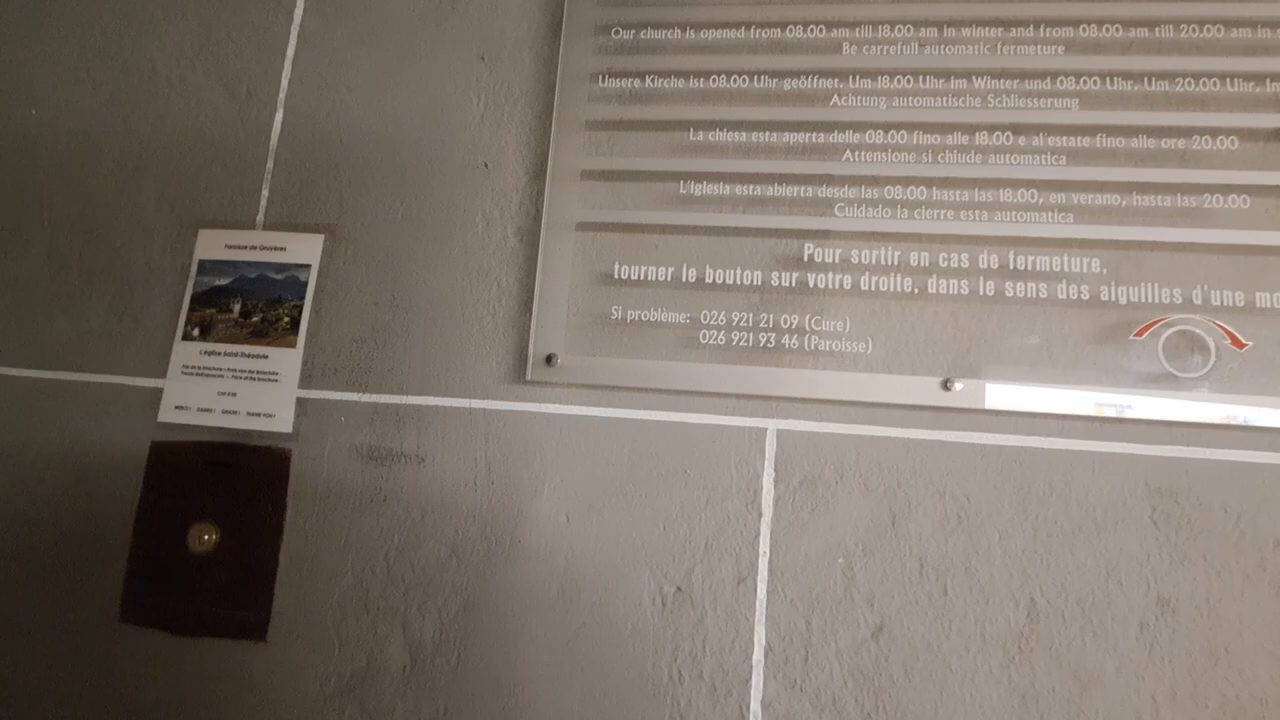 Our church is opened from 08.00 am till 18.00 am in winter and from 08.00 am till 20.00 am in
Be carrefull automatic fermeture
Unsere Kirche ist 08.00 Uhr geöffnet. Um 18.00 Uhr im Winter und 08.00 Uhr. Um 20.00 Uhr. Im
Achtung automatische Schliesserung
La chiesa esta aperta delle 08.00 fino alle 18.00 e al'estate fino alle ore 20.00
Attensione si chiude automatica
L'Iglesia esta abierta desde las 08.00 hasta las 18.00, en verano, hasta las 20.00
Cuidado la cierre esta automatica
Pour sortir en cas de fermeture,
tourner le bouton sur votre droite, dans le sens des aiguilles d'une mo
Si problème: 026 921 21 09 (Cure)
026 921 93 46 (Paroisse)
Paroisse de Gruyères
L'église Saint-Théodule
Prix de la brochure - Preis von der Broschüre -
Price of the brochure
MERCI ! DANKE ! GRAZIE ! THANK YOU !